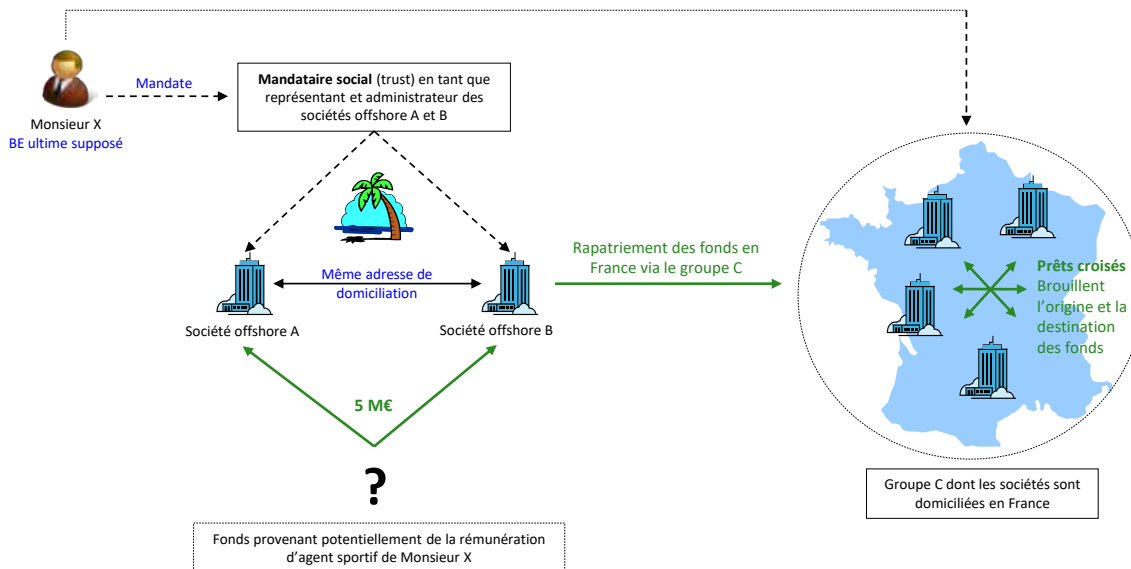 Monsieur X
BE ultime supposé
Mandate
Mandataire social (trust) en tant que
représentant et administrateur des
sociétés offshore A et B
Même adresse de
domiciliation
Société offshore A
Société offshore B
Rapatriement des fonds en
France via le groupe C
Prêts croisés
Brouillent
l'origine et la
destination
des fonds
5 M€
?
Fonds provenant potentiellement de la rémunération
d'agent sportif de Monsieur X
Groupe C dont les sociétés sont
domiciliées en France